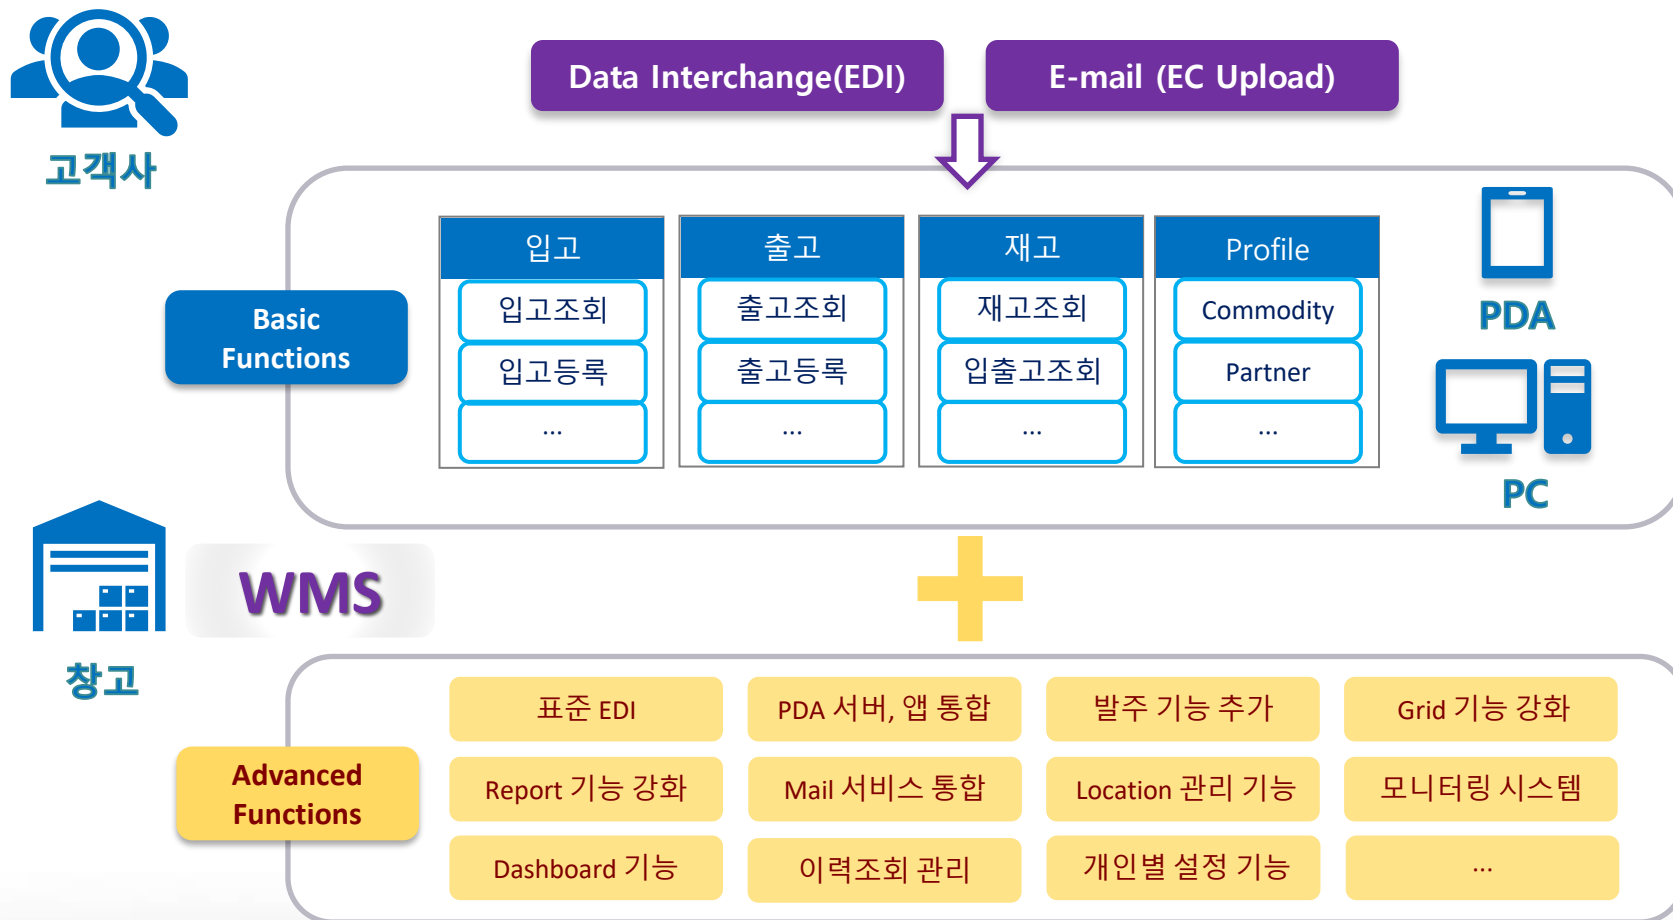 Data Interchange(EDI)
E-mail (EC Upload)
고객사
입고
출고
재고
Profile
입고조회
출고조회
재고조회
Commodity
입고등록
출고등록
입출고조회
Partner
...
...
...
...
Basic
Functions
PDA
PC
WMS
창고
표준 EDI
PDA 서버, 앱 통합
발주 기능 추가
Grid 기능 강화
Advanced
Functions
Report 기능 강화
Mail 서비스 통합
Location 관리 기능
모니터링 시스템
Dashboard 기능
이력조회 관리
개인별 설정 기능
...